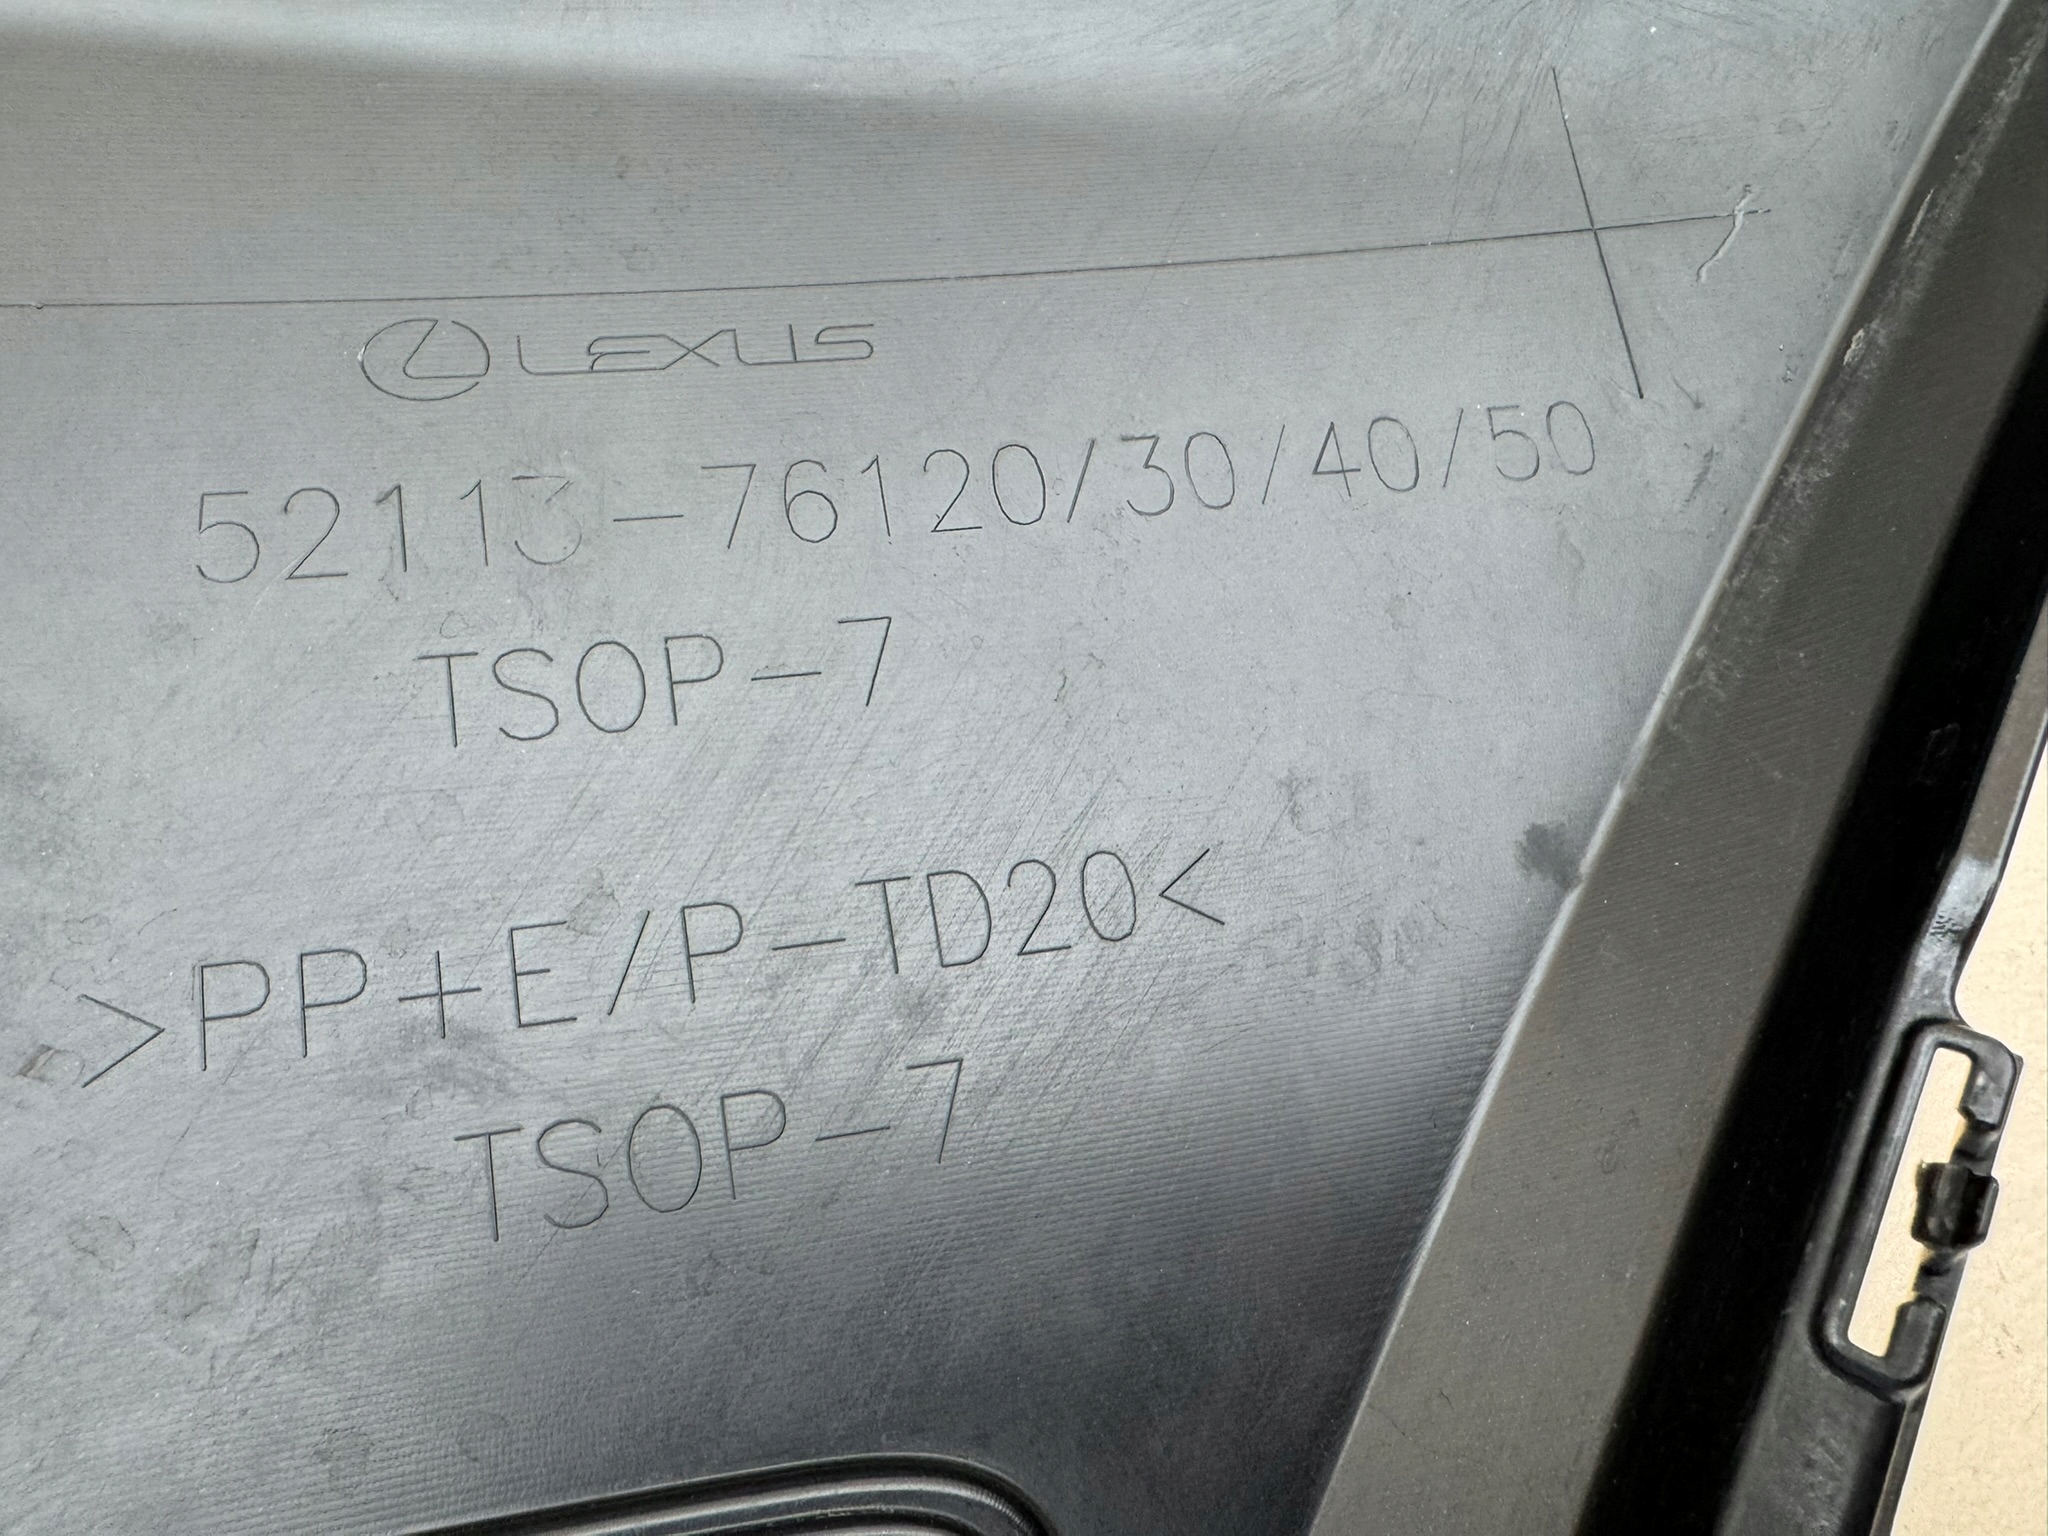 LEXUS
52113-76120/30/40/50
TSOP-7
>PP+E/P-TD20<
TSOP-7